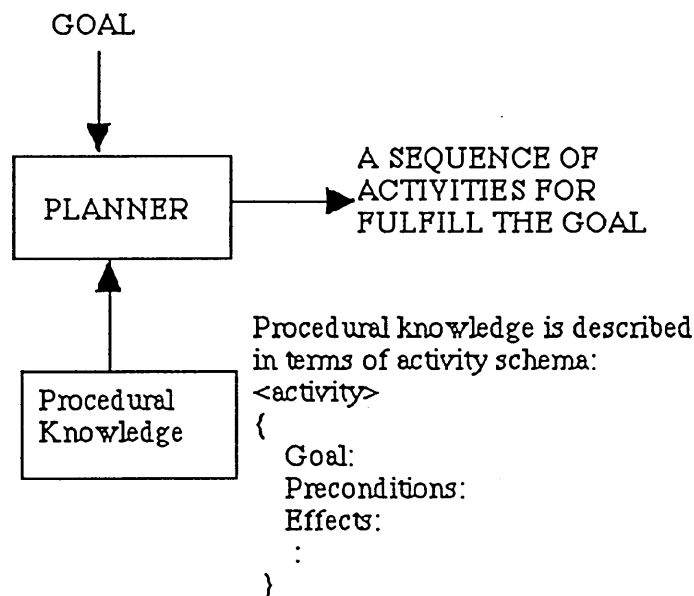 GOAL
PLANNER
A SEQUENCE OF
ACTIVITIES FOR
FULFILL THE GOAL
Procedural
Knowledge
Procedural knowledge is described
in terms of activity schema:
<activity>
{
Goal:
Preconditions:
Effects:
:
}